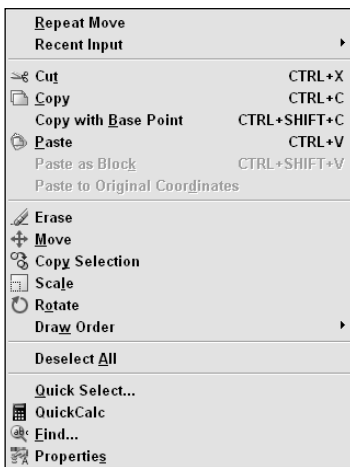 Repeat Move
Recent Input
Cut CTRL+X
Copy CTRL+C
Copy with Base Point CTRL+SHIFT+C
Paste CTRL+V
Paste as Block CTRL+SHIFT+V
Paste to Original Coordinates
Erase
Move
Copy Selection
Scale
Rotate
Draw Order
Deselect All
Quick Select...
QuickCalc
Find...
Properties